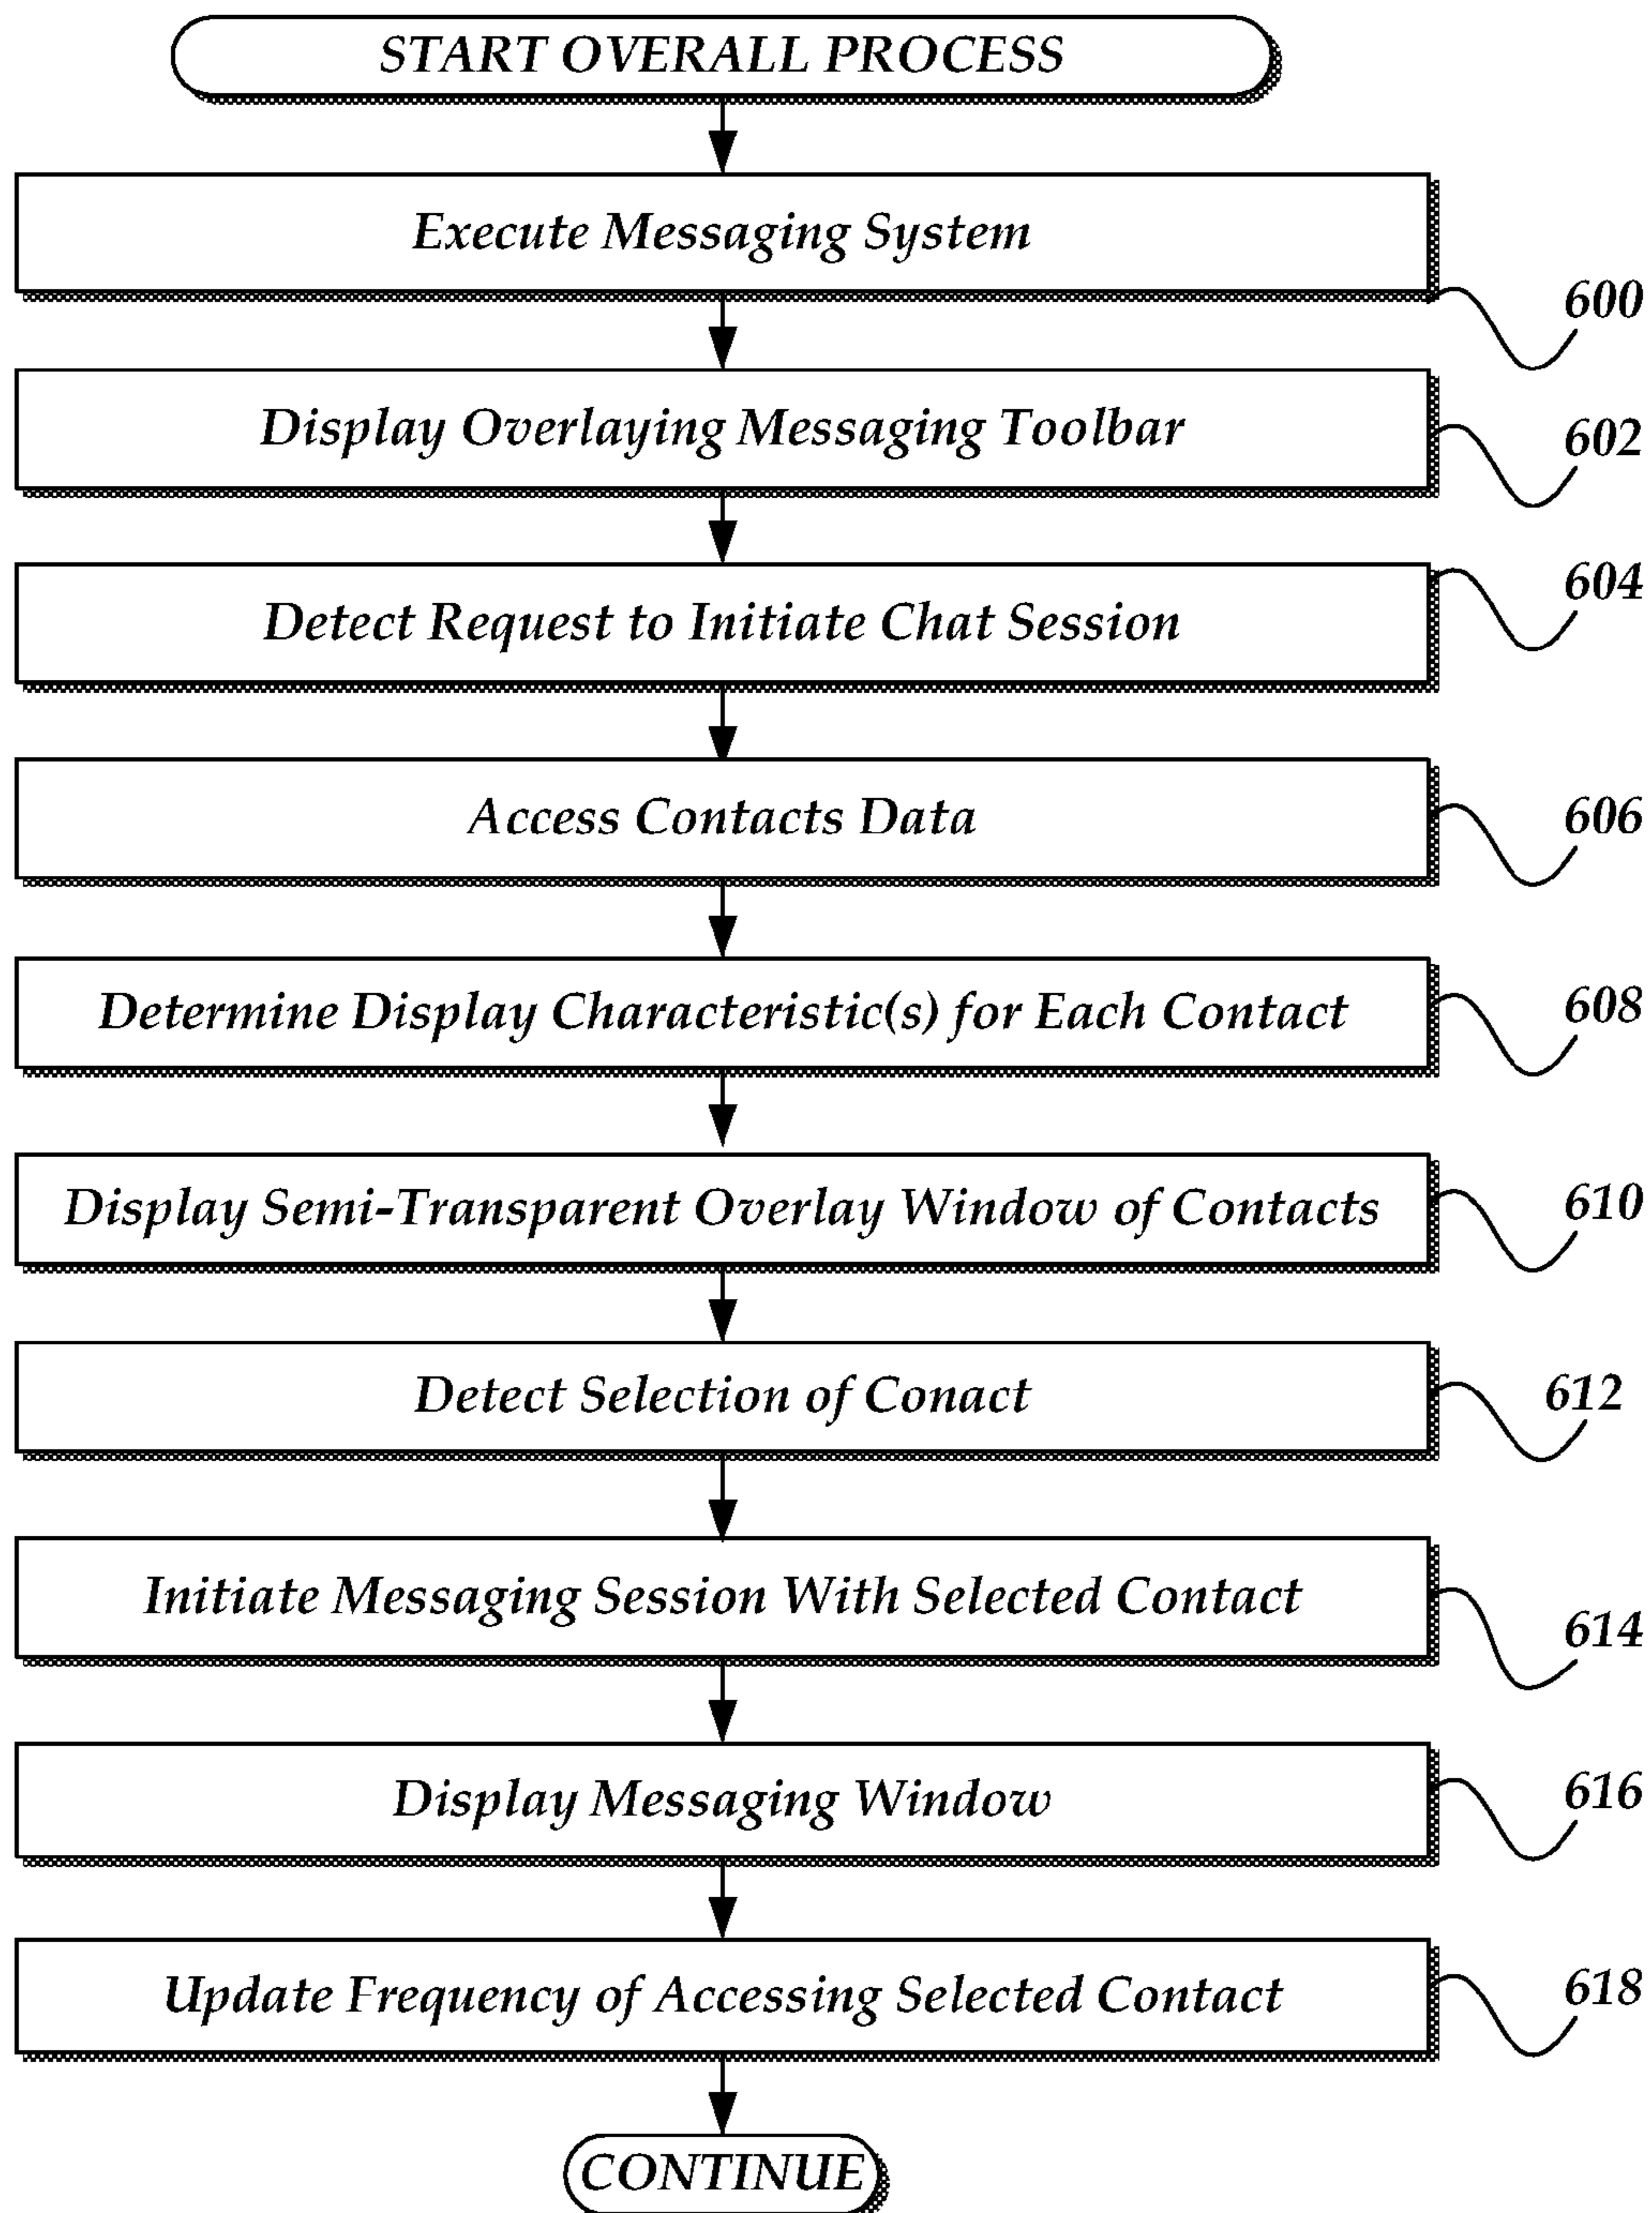 START OVERALL PROCESS
Execute Messaging System
600
Display Overlaying Messaging Toolbar
602
Detect Request to Initiate Chat Session
604
Access Contacts Data
606
Determine Display Characteristic(s) for Each Contact
608
Display Semi-Transparent Overlay Window of Contacts
610
Detect Selection of Conact
612
Initiate Messaging Session With Selected Contact
614
Display Messaging Window
616
Update Frequency of Accessing Selected Contact
618
CONTINUE